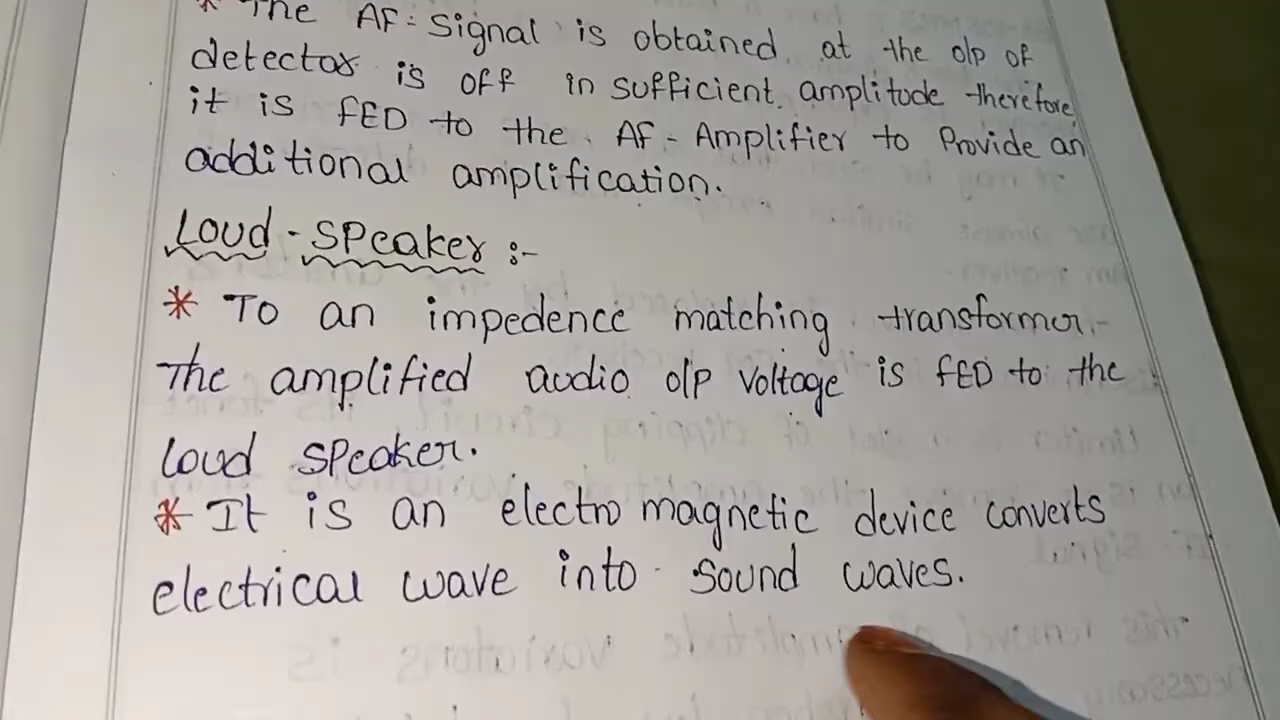 * The AF-Signal is obtained at the o/p of
detector is off in sufficient amplitude therefore
it is fED to the AF-Amplifier to Provide an
additional amplification.
Loud-Speaker :-
* To an impedence matching transformer.
The amplified audio o/p voltage is fED to the
loud speaker.
* It is an electro magnetic device converts
electrical wave into sound waves.